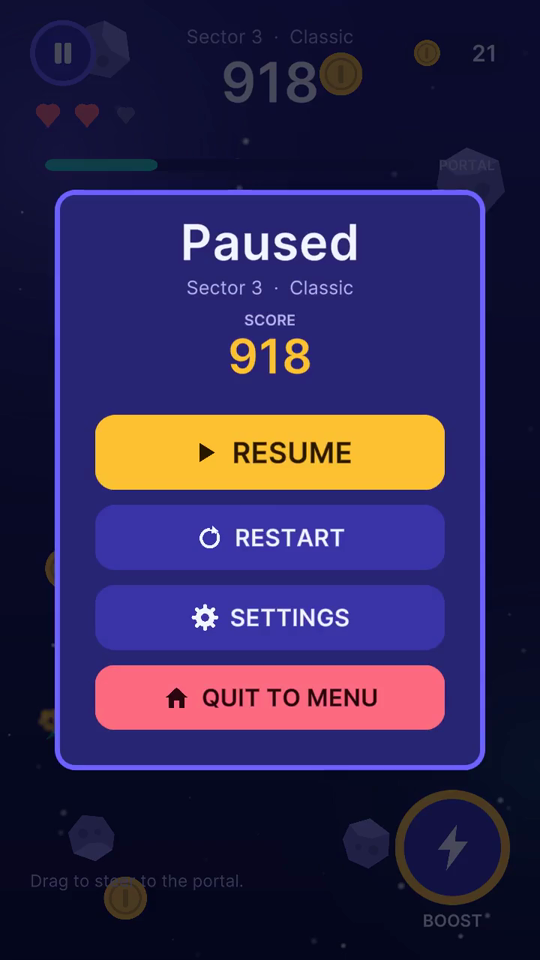 Sector 3 · Classic
918
21
PORTAL
Paused
Sector 3 · Classic
SCORE
918
RESUME
RESTART
SETTINGS
QUIT TO MENU
Drag to steer to the portal.
BOOST